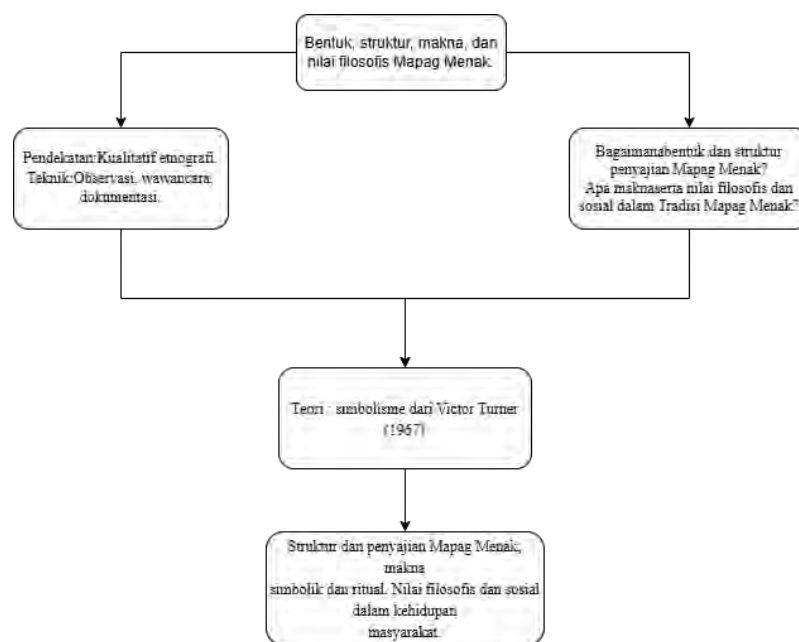 Bentuk, struktur, makna, dan
nilai filosofis Mapag Menak.
Pendekatan:Kualitatif etnografi.
Teknik:Observasi, wawancara,
dokumentasi.
Bagaimanabentuk dan struktur
penyajian Mapag Menak?
Apa maknaserta nilai filosofis dan
sosial dalam Tradisi Mapag Menak?
Teori : simbolisme dari Victor Turner
(1967)
Struktur dan penyajian Mapag Menak,
makna
simbolik dan ritual. Nilai filosofis dan sosial
dalam kehidupan
masyarakat.